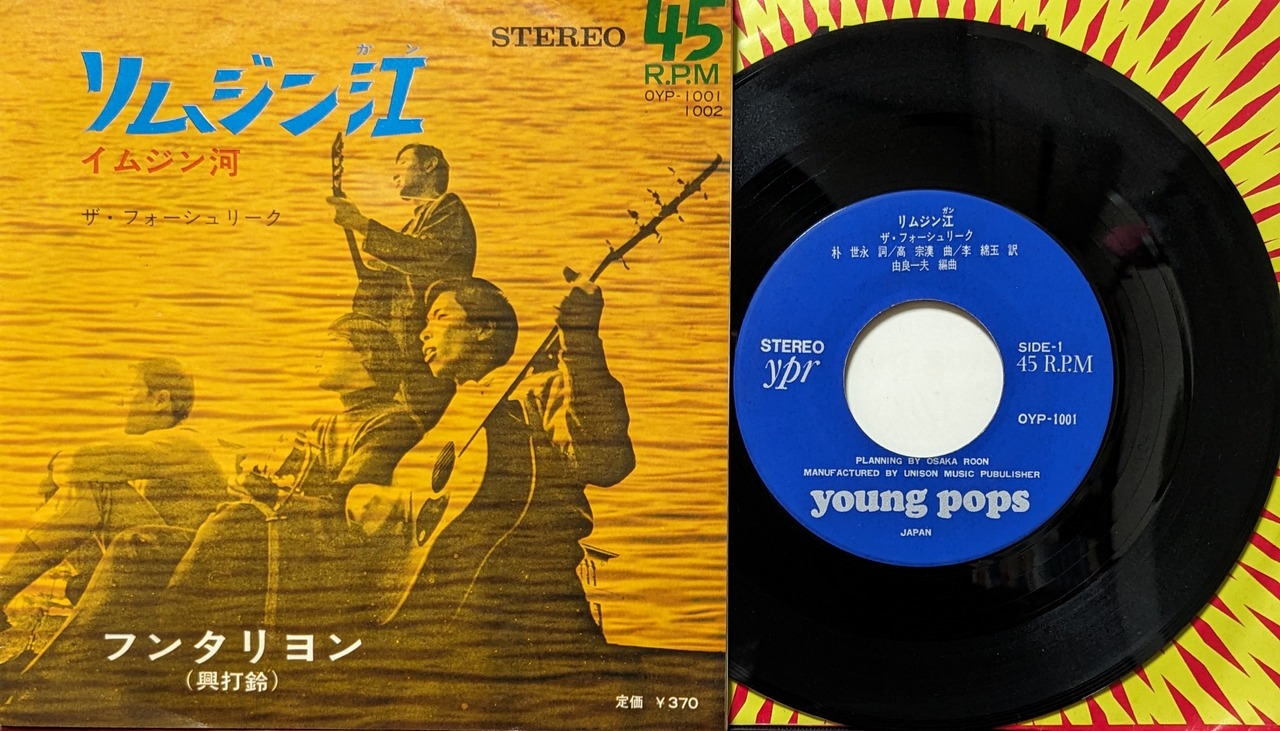 STEREO
45
R.P.M
OYP-1001
1002
ガン
リムジン江
イムジン河
ザ・フォーシュリーク
フンタリヨン
(興打鈴)
定価 ¥370
ガン
リムジン江
ザ・フォーシュリーク
朴 世永 詞/高 宗漢 曲/李 綿玉 訳
由良一夫 編曲
STEREO
ypr
SIDE-1
45 R.P.M
OYP-1001
PLANNING BY OSAKA ROON
MANUFACTURED BY UNISON MUSIC PUBULISHER
young pops
JAPAN